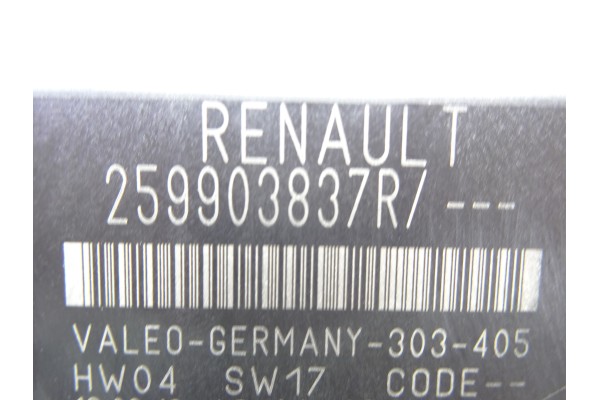 RENAULT
259903837R/---
VALEO-GERMANY-303-405
HW04 SW17 CODE--